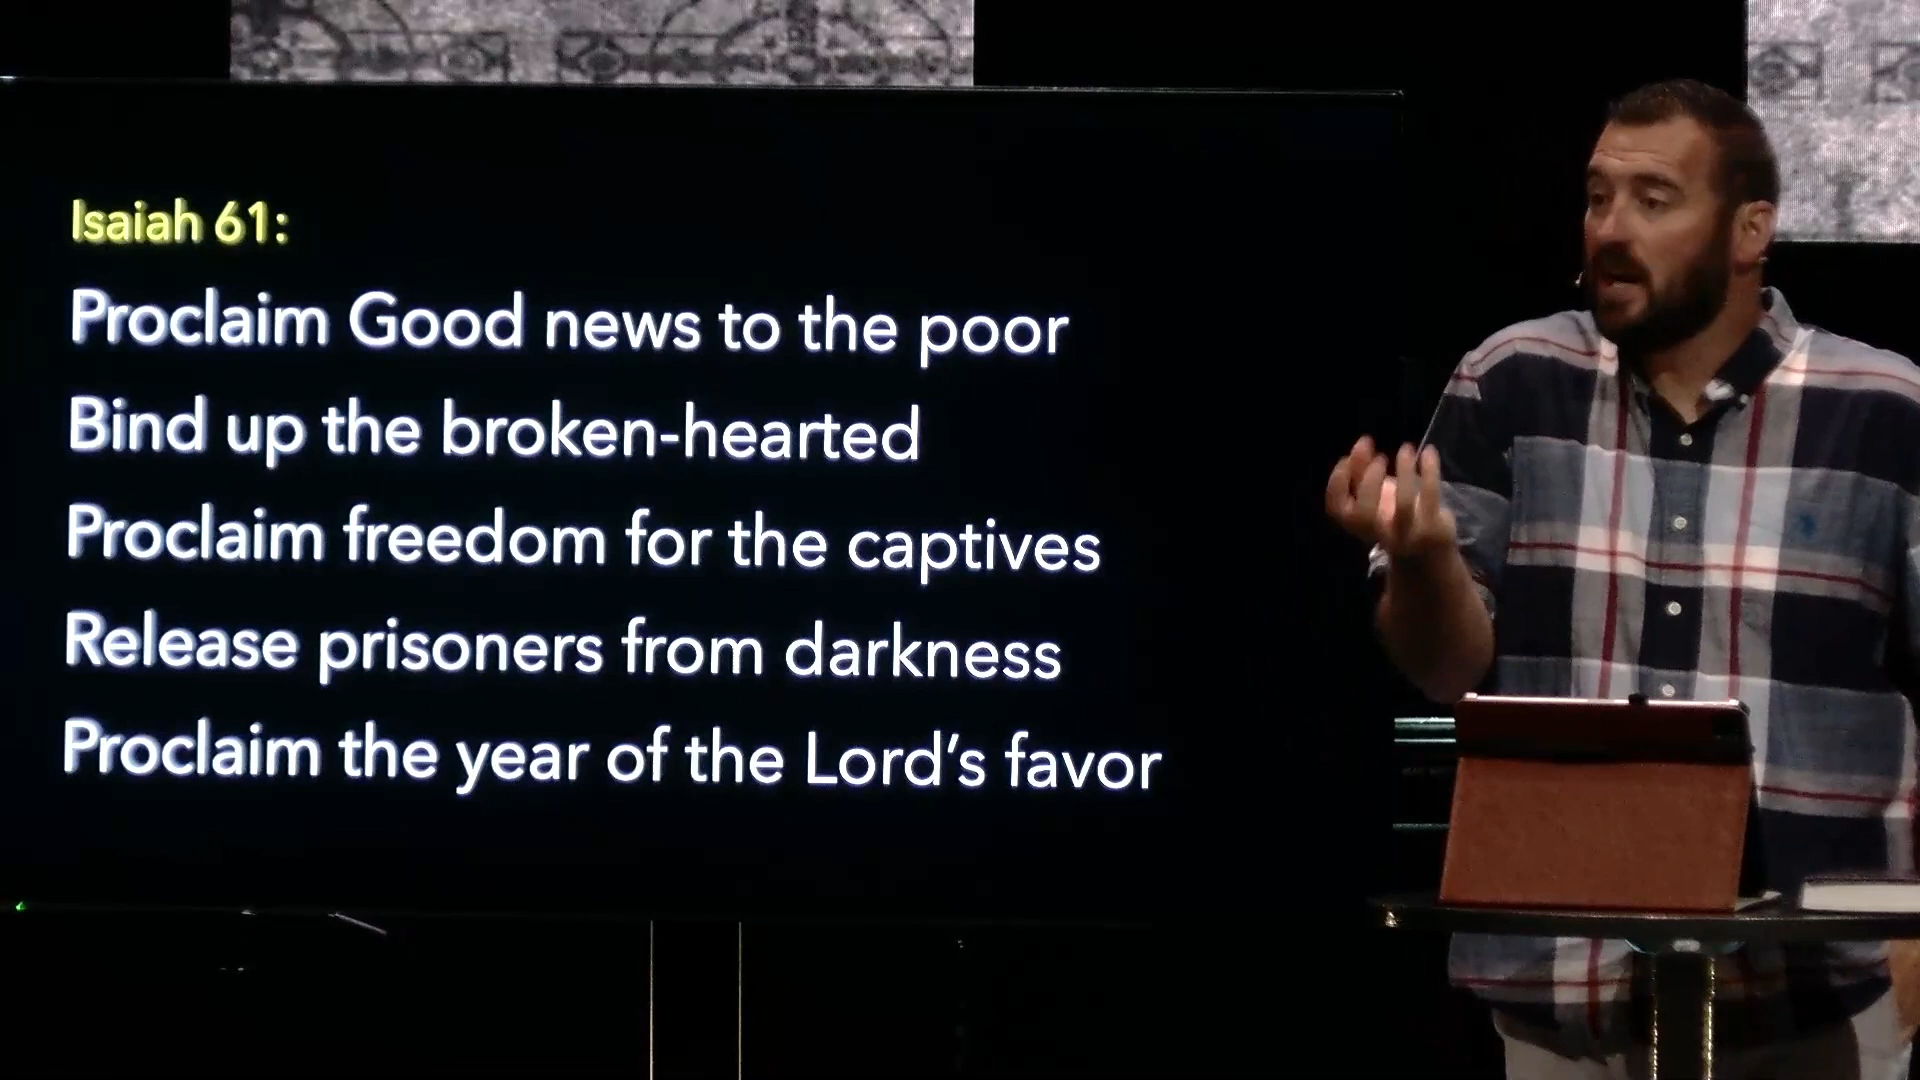 Isaiah 61:
Proclaim Good news to the poor
Bind up the broken-hearted
Proclaim freedom for the captives
Release prisoners from darkness
Proclaim the year of the Lord’s favor